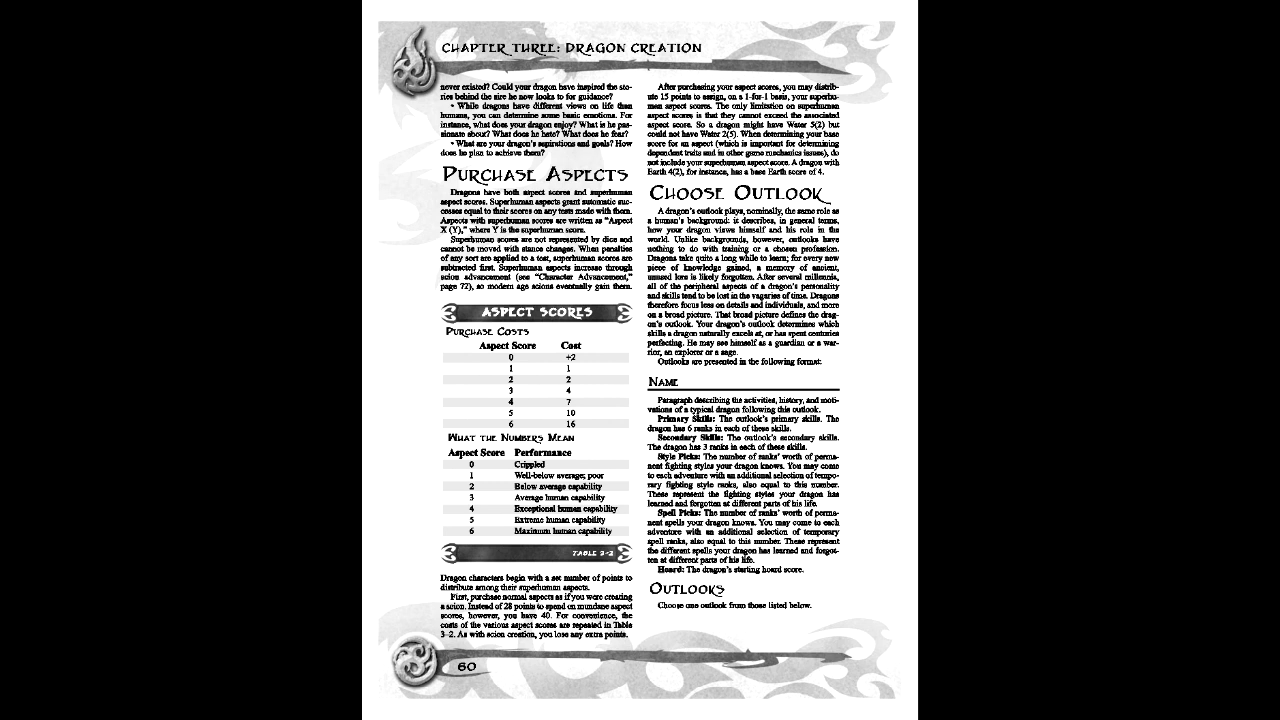 CHAPTER THREE: DRAGON CREATION
never existed? Could your dragon have inspired the sto-
ries behind the sire he now looks to for guidance?
• While dragons have different views on life than
humans, you can determine some basic emotions. For
instance, what does your dragon enjoy? What is he pas-
sionate about? What does he hate? What does he fear?
• What are your dragon's aspirations and goals? How
does he plan to achieve them?
PURCHASE ASPECTS
Dragons have both aspect scores and superhuman
aspect scores. Superhuman aspects grant automatic suc-
cesses equal to their scores on any tests made with them.
Aspects with superhuman scores are written as "Aspect
X (Y)," where Y is the superhuman score.
Superhuman scores are not represented by dice and
cannot be moved with stance changes. When penalties
of any sort are applied to a test, superhuman scores are
subtracted first. Superhuman aspects increase through
scion advancement (see "Character Advancement,"
page 72), so modern age scions eventually gain them.
ASPECT SCORES
PURCHASE COSTS
Aspect Score Cost
0 +2
1 1
2 2
3 4
4 7
5 10
6 16
WHAT THE NUMBERS MEAN
Aspect Score Performance
0 Crippled
1 Well-below average; poor
2 Below average capability
3 Average human capability
4 Exceptional human capability
5 Extreme human capability
6 Maximum human capability
TABLE 3-2
Dragon characters begin with a set number of points to
distribute among their superhuman aspects.
First, purchase normal aspects as if you were creating
a scion. Instead of 28 points to spend on mundane aspect
scores, however, you have 40. For convenience, the
costs of the various aspect scores are repeated in Table
3–2. As with scion creation, you lose any extra points.
After purchasing your aspect scores, you may distrib-
ute 15 points to assign, on a 1-for-1 basis, your superhu-
man aspect scores. The only limitation on superhuman
aspect scores is that they cannot exceed the associated
aspect score. So a dragon might have Water 5(2) but
could not have Water 2(5). When determining your base
score for an aspect (which is important for determining
dependent traits and in other game mechanics issues), do
not include your superhuman aspect score. A dragon with
Earth 4(2), for instance, has a base Earth score of 4.
CHOOSE OUTLOOK
A dragon's outlook plays, nominally, the same role as
a human's background: it describes, in general terms,
how your dragon views himself and his role in the
world. Unlike backgrounds, however, outlooks have
nothing to do with training or a chosen profession.
Dragons take quite a long while to learn; for every new
piece of knowledge gained, a memory of ancient,
unused lore is likely forgotten. After several millennia,
all of the peripheral aspects of a dragon's personality
and skills tend to be lost in the vagaries of time. Dragons
therefore focus less on details and individuals, and more
on a broad picture. That broad picture defines the drag-
on's outlook. Your dragon's outlook determines which
skills a dragon naturally excels at, or has spent centuries
perfecting. He may see himself as a guardian or a war-
rior, an explorer or a sage.
Outlooks are presented in the following format:
NAME
Paragraph describing the activities, history, and moti-
vations of a typical dragon following this outlook.
Primary Skills: The outlook's primary skills. The
dragon has 6 ranks in each of these skills.
Secondary Skills: The outlook's secondary skills.
The dragon has 3 ranks in each of these skills.
Style Picks: The number of ranks' worth of perma-
nent fighting styles your dragon knows. You may come
to each adventure with an additional selection of tempo-
rary fighting style ranks, also equal to this number.
These represent the fighting styles your dragon has
learned and forgotten at different parts of his life.
Spell Picks: The number of ranks' worth of perma-
nent spells your dragon knows. You may come to each
adventure with an additional selection of temporary
spell ranks, also equal to this number. These represent
the different spells your dragon has learned and forgot-
ten at different parts of his life.
Hoard: The dragon's starting hoard score.
OUTLOOKS
Choose one outlook from those listed below.
60